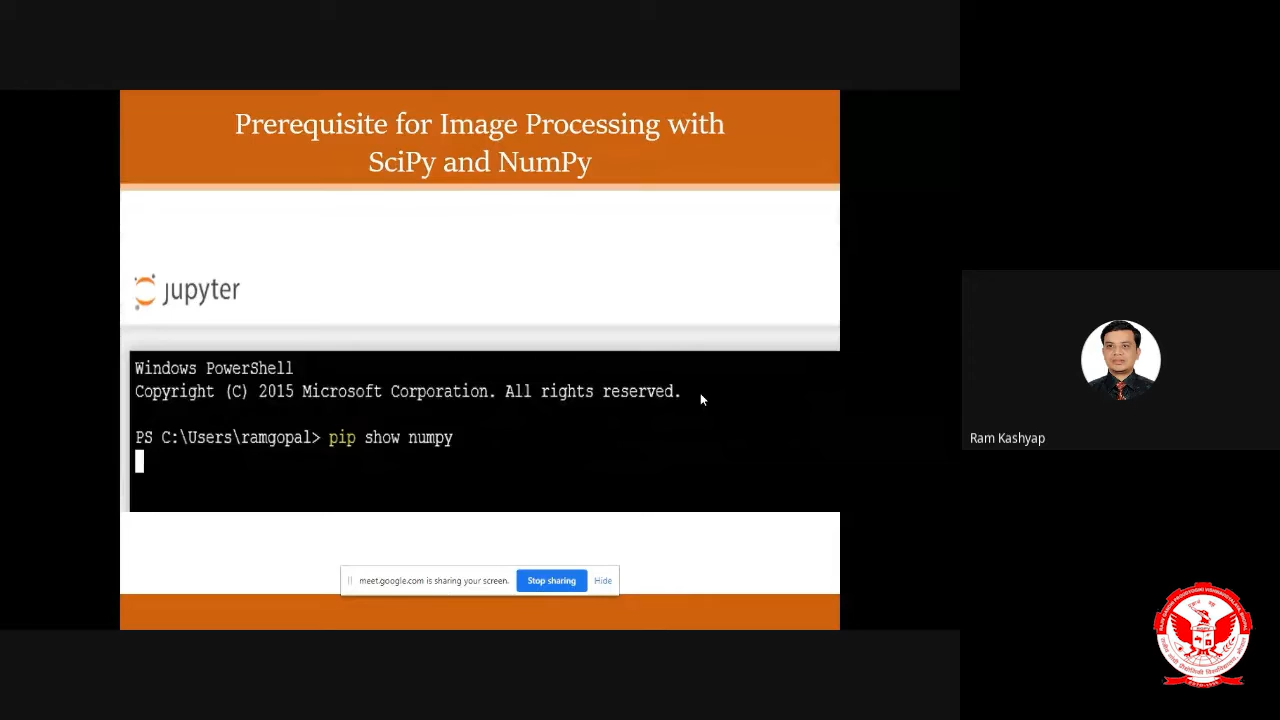 Prerequisite for Image Processing with
SciPy and NumPy
jupyter
Windows PowerShell
Copyright (C) 2015 Microsoft Corporation. All rights reserved.
PS C:\Users\ramgopal> pip show numpy
meet.google.com is sharing your screen.
Stop sharing
Hide
Ram Kashyap